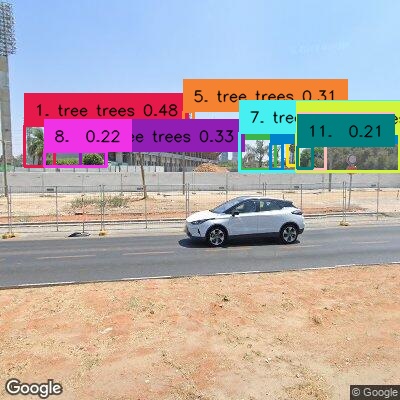 5. tree trees 0.31
1. tree trees 0.48
7. tree
8. 0.22
trees 0.33
11. 0.21
Google
© Google